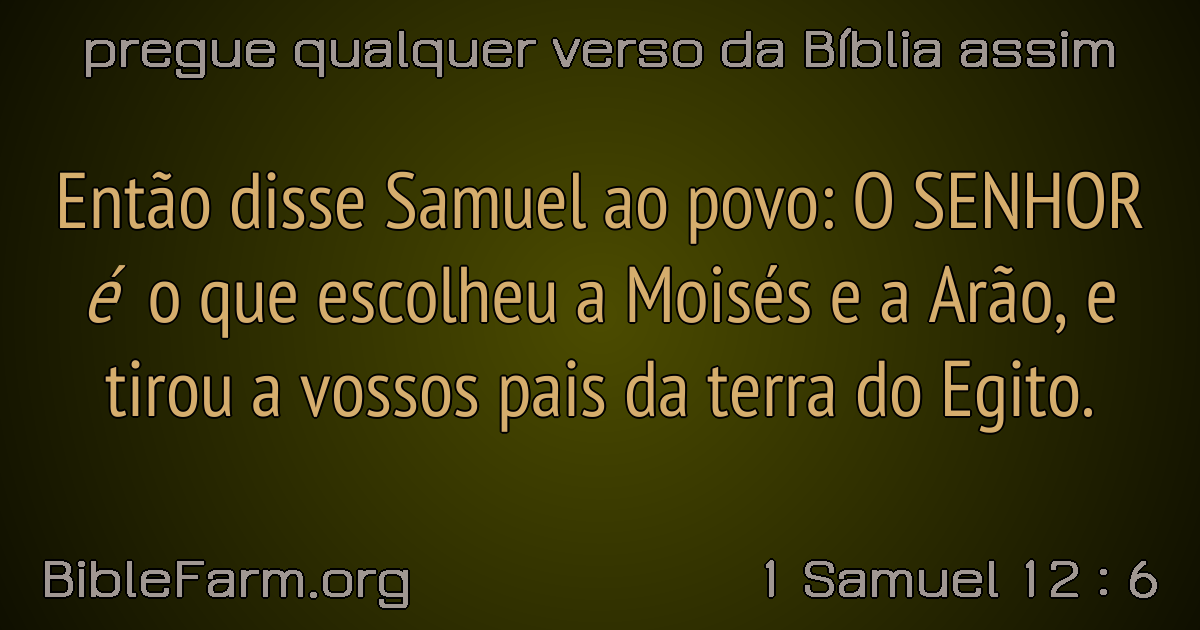 pregue qualquer verso da Bíblia assim
Então disse Samuel ao povo: O SENHOR
é o que escolheu a Moisés e a Arão, e
tirou a vossos pais da terra do Egito.
BibleFarm.org
1 Samuel 12 : 6